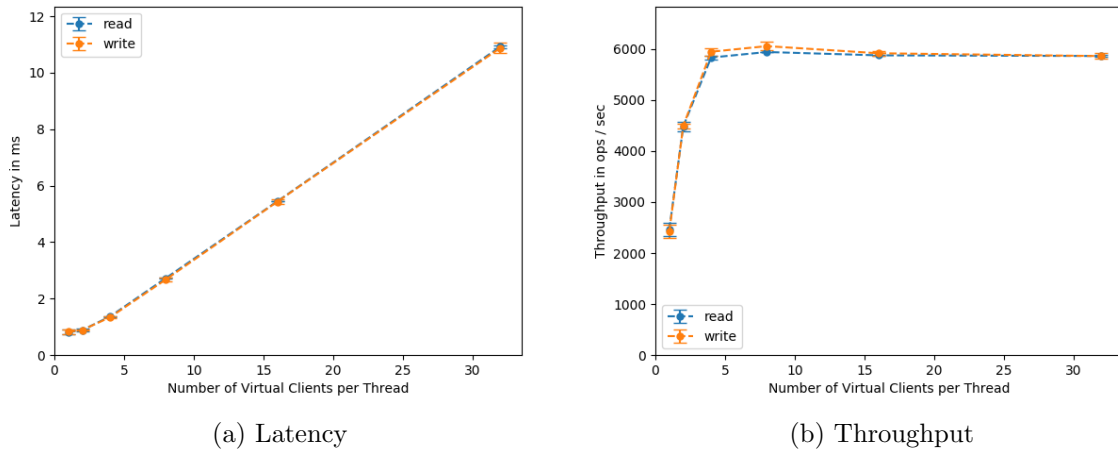 12
10
8
6
4
2
0
Latency in ms
read
write
0 5 10 15 20 25 30
Number of Virtual Clients per Thread
(a) Latency
6000
5000
4000
3000
2000
1000
0
Throughput in ops / sec
read
write
0 5 10 15 20 25 30
Number of Virtual Clients per Thread
(b) Throughput